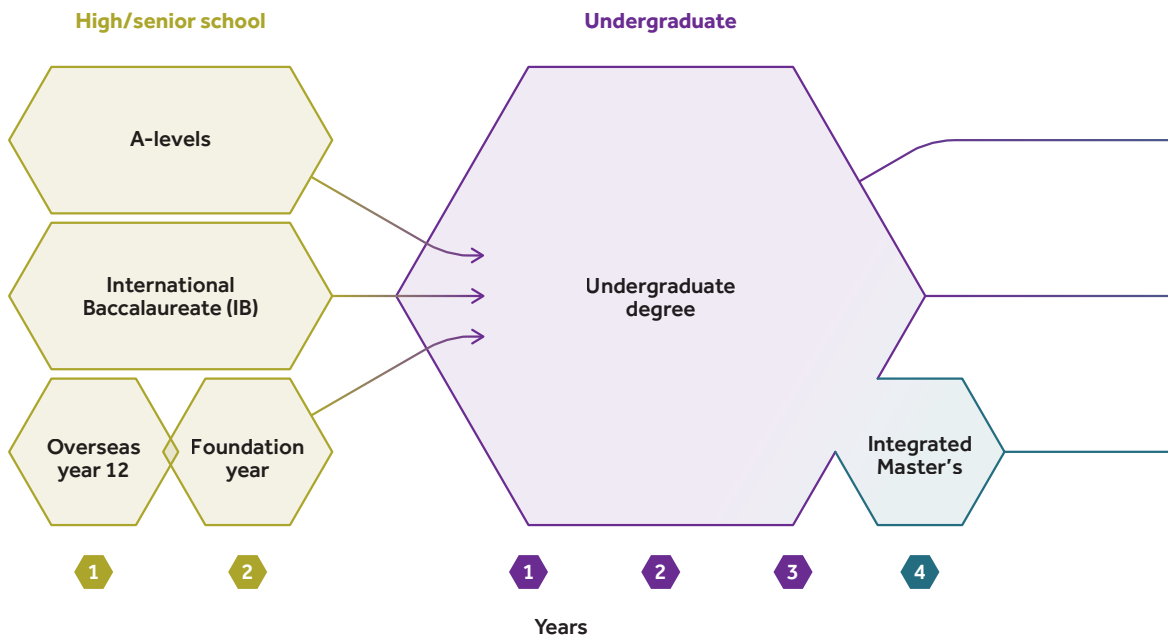 High/senior school
Undergraduate
A-levels
International
Baccalaureate (IB)
Undergraduate
degree
Overseas
year 12
Foundation
year
Integrated
Master's
1
2
1
2
3
4
Years